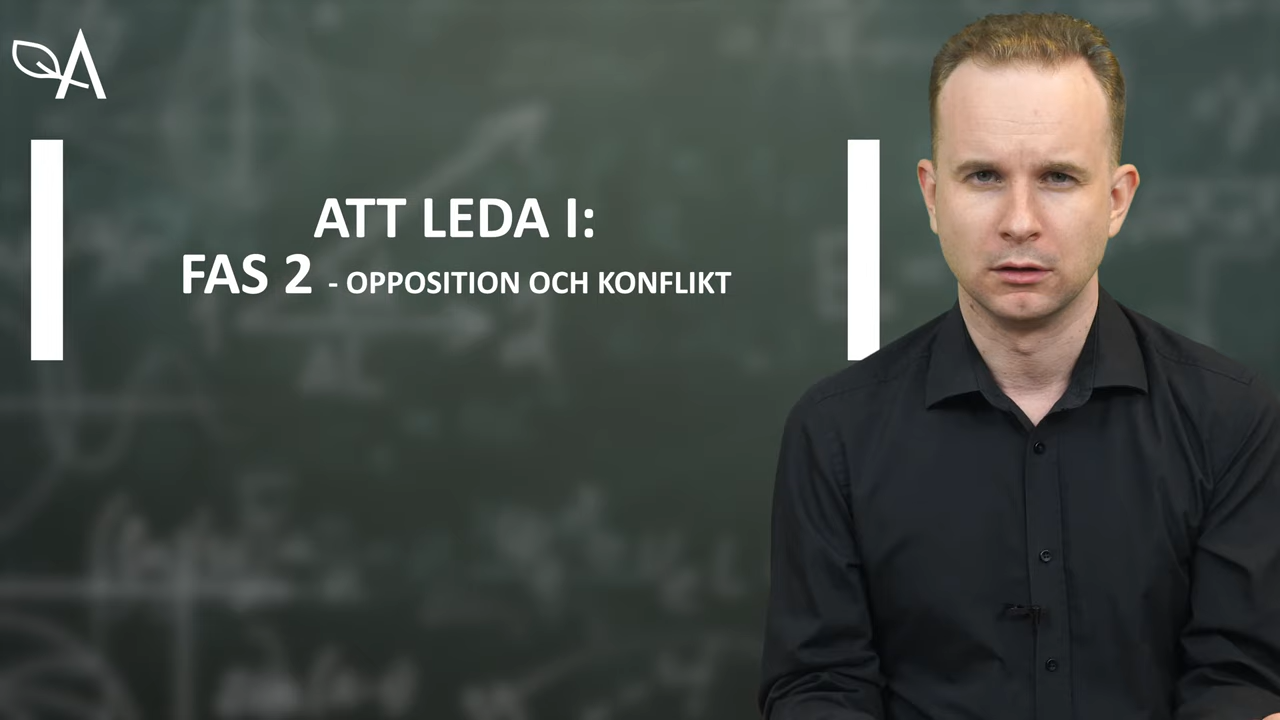 ATT LEDA I:
FAS 2 - OPPOSITION OCH KONFLIKT